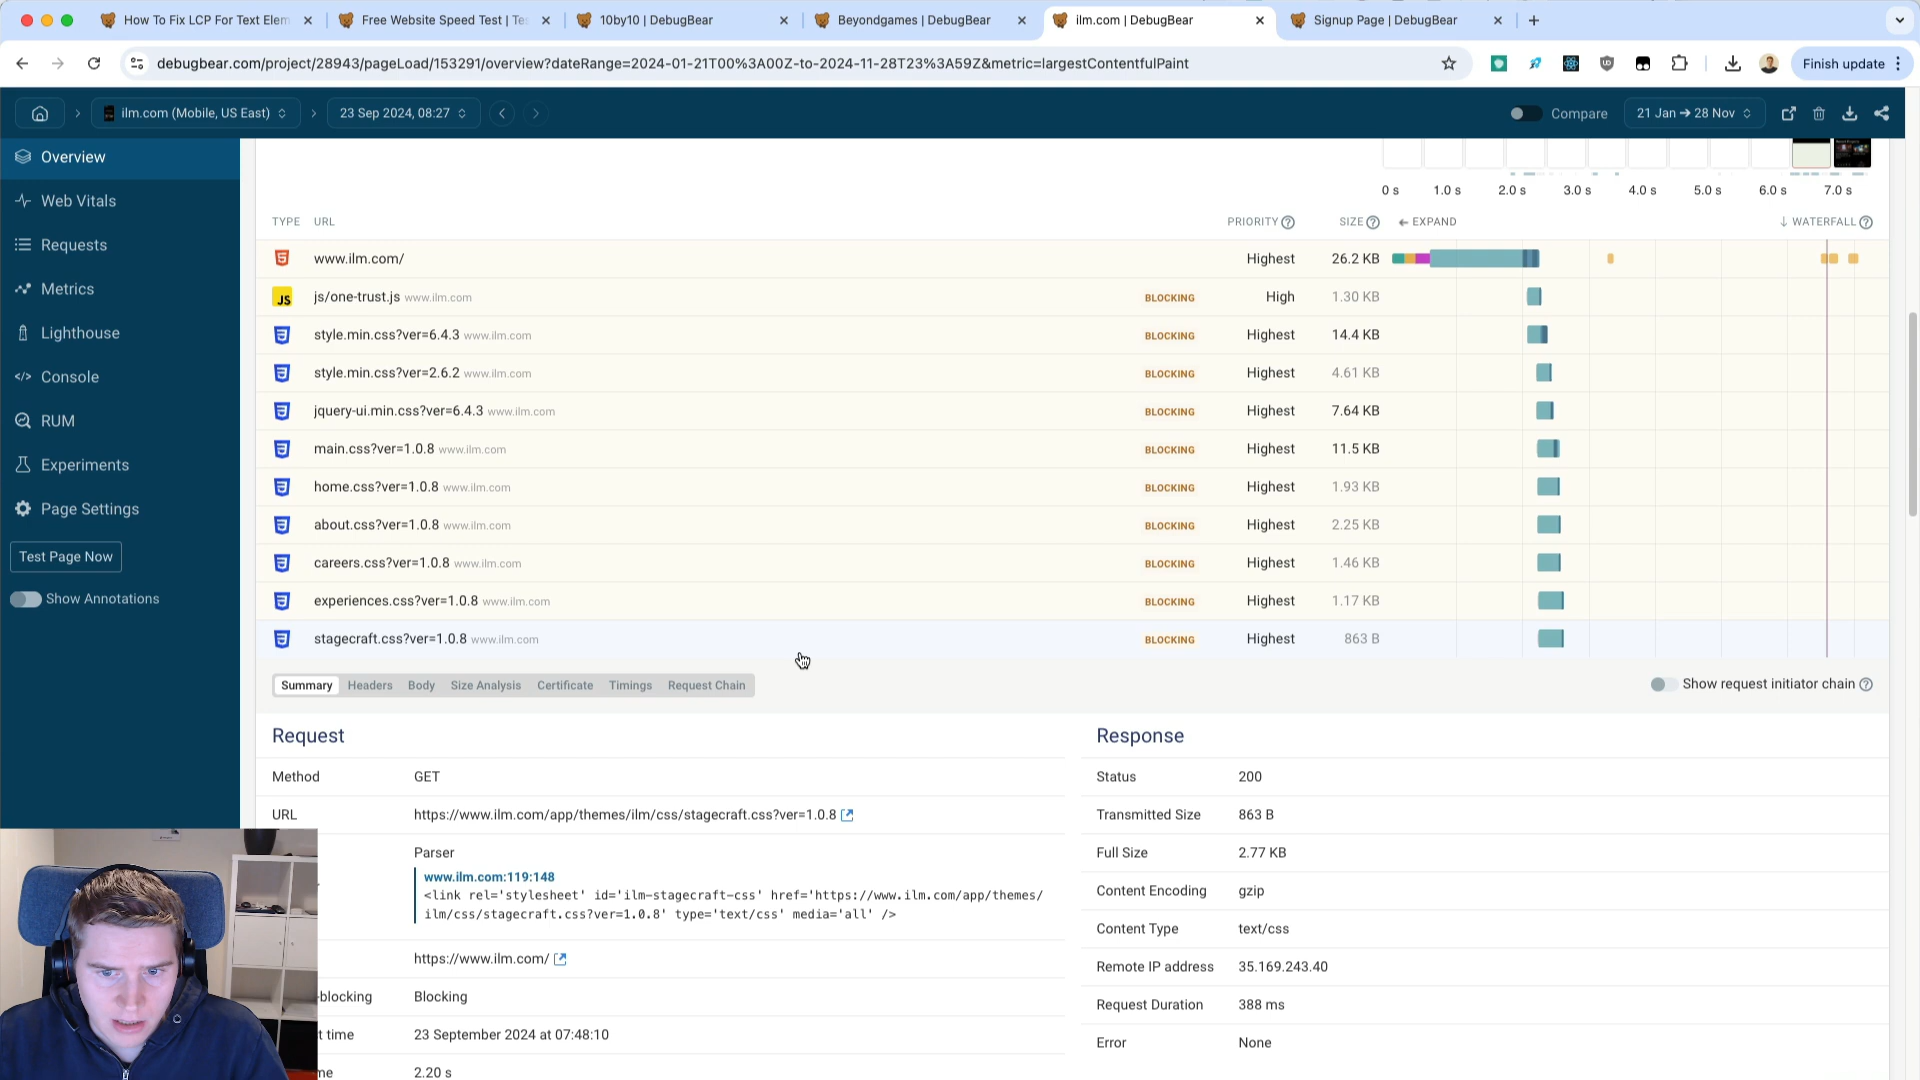 How To Fix LCP For Text Elem
Free Website Speed Test | Te
10by10 | DebugBear
Beyondgames | DebugBear
ilm.com | DebugBear
Signup Page | DebugBear
debugbear.com/project/28943/pageLoad/153291/overview?dateRange=2024-01-21T00%3A00Z-to-2024-11-28T23%3A59Z&metric=largestContentfulPaint
Finish update
ilm.com (Mobile, US East)
23 Sep 2024, 08:27
Compare
21 Jan → 28 Nov
Overview
Web Vitals
Requests
Metrics
Lighthouse
Console
RUM
Experiments
Page Settings
Test Page Now
Show Annotations
0 s 1.0 s 2.0 s 3.0 s 4.0 s 5.0 s 6.0 s 7.0 s
TYPE URL PRIORITY SIZE ← EXPAND ↓ WATERFALL
www.ilm.com/ Highest 26.2 KB
js/one-trust.js www.ilm.com BLOCKING High 1.30 KB
style.min.css?ver=6.4.3 www.ilm.com BLOCKING Highest 14.4 KB
style.min.css?ver=2.6.2 www.ilm.com BLOCKING Highest 4.61 KB
jquery-ui.min.css?ver=6.4.3 www.ilm.com BLOCKING Highest 7.64 KB
main.css?ver=1.0.8 www.ilm.com BLOCKING Highest 11.5 KB
home.css?ver=1.0.8 www.ilm.com BLOCKING Highest 1.93 KB
about.css?ver=1.0.8 www.ilm.com BLOCKING Highest 2.25 KB
careers.css?ver=1.0.8 www.ilm.com BLOCKING Highest 1.46 KB
experiences.css?ver=1.0.8 www.ilm.com BLOCKING Highest 1.17 KB
stagecraft.css?ver=1.0.8 www.ilm.com BLOCKING Highest 863 B
Summary Headers Body Size Analysis Certificate Timings Request Chain
Show request initiator chain
Request
Method GET
URL https://www.ilm.com/app/themes/ilm/css/stagecraft.css?ver=1.0.8
Parser
www.ilm.com:119:148
<link rel='stylesheet' id='ilm-stagecraft-css' href='https://www.ilm.com/app/themes/
ilm/css/stagecraft.css?ver=1.0.8' type='text/css' media='all' />
https://www.ilm.com/
-blocking Blocking
t time 23 September 2024 at 07:48:10
me 2.20 s
Response
Status 200
Transmitted Size 863 B
Full Size 2.77 KB
Content Encoding gzip
Content Type text/css
Remote IP address 35.169.243.40
Request Duration 388 ms
Error None